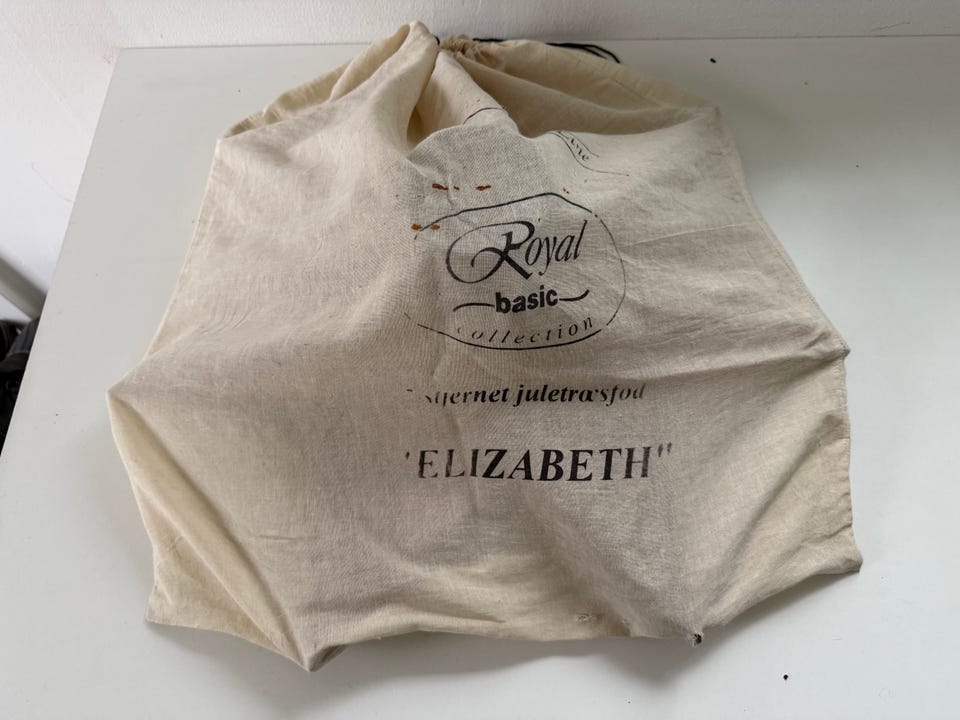 Royal
basic
collection
juletræsfod
"ELIZABETH"